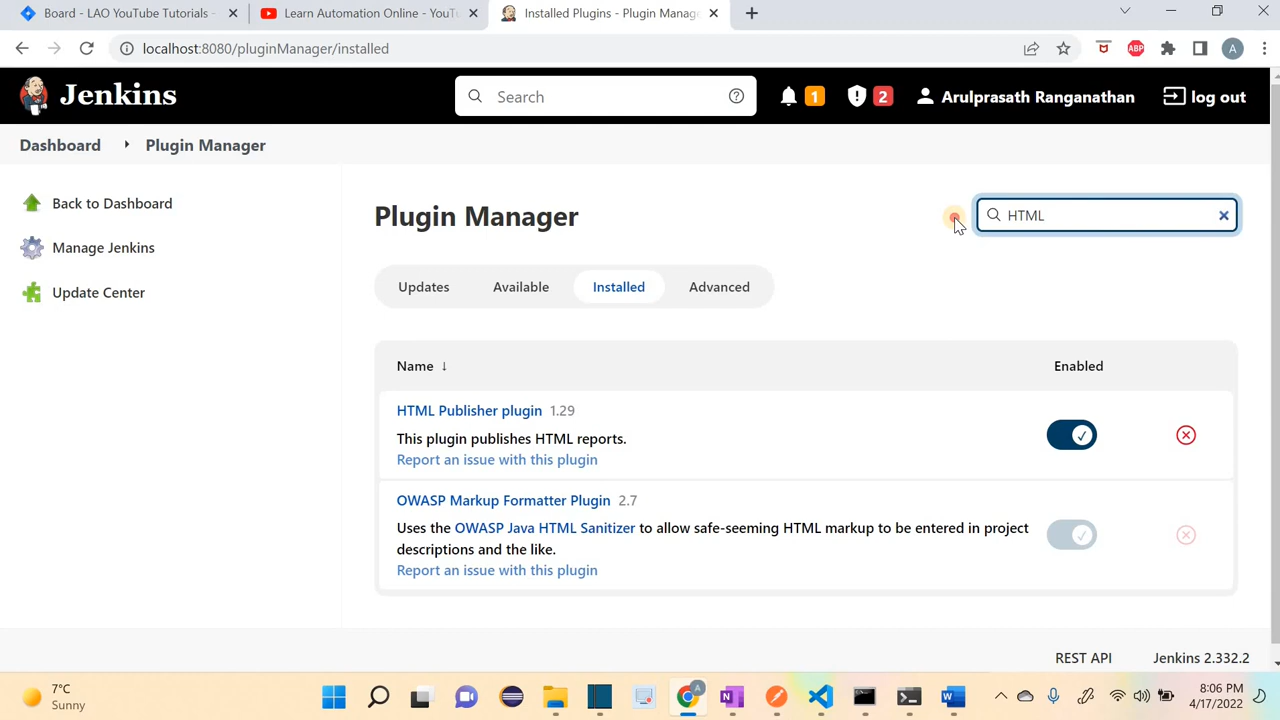 Board - LAO YouTube Tutorials -
Learn Automation Online - YouT
Installed Plugins - Plugin Manag
localhost:8080/pluginManager/installed
ABP
A
Jenkins
Search
1
2
Arulprasath Ranganathan
log out
Dashboard
Plugin Manager
Back to Dashboard
Manage Jenkins
Update Center
Plugin Manager
HTML
Updates
Available
Installed
Advanced
Name ↓
Enabled
HTML Publisher plugin 1.29
This plugin publishes HTML reports.
Report an issue with this plugin
OWASP Markup Formatter Plugin 2.7
Uses the OWASP Java HTML Sanitizer to allow safe-seeming HTML markup to be entered in project
descriptions and the like.
Report an issue with this plugin
REST API
Jenkins 2.332.2
7°C
Sunny
A
N
W
8:06 PM
4/17/2022